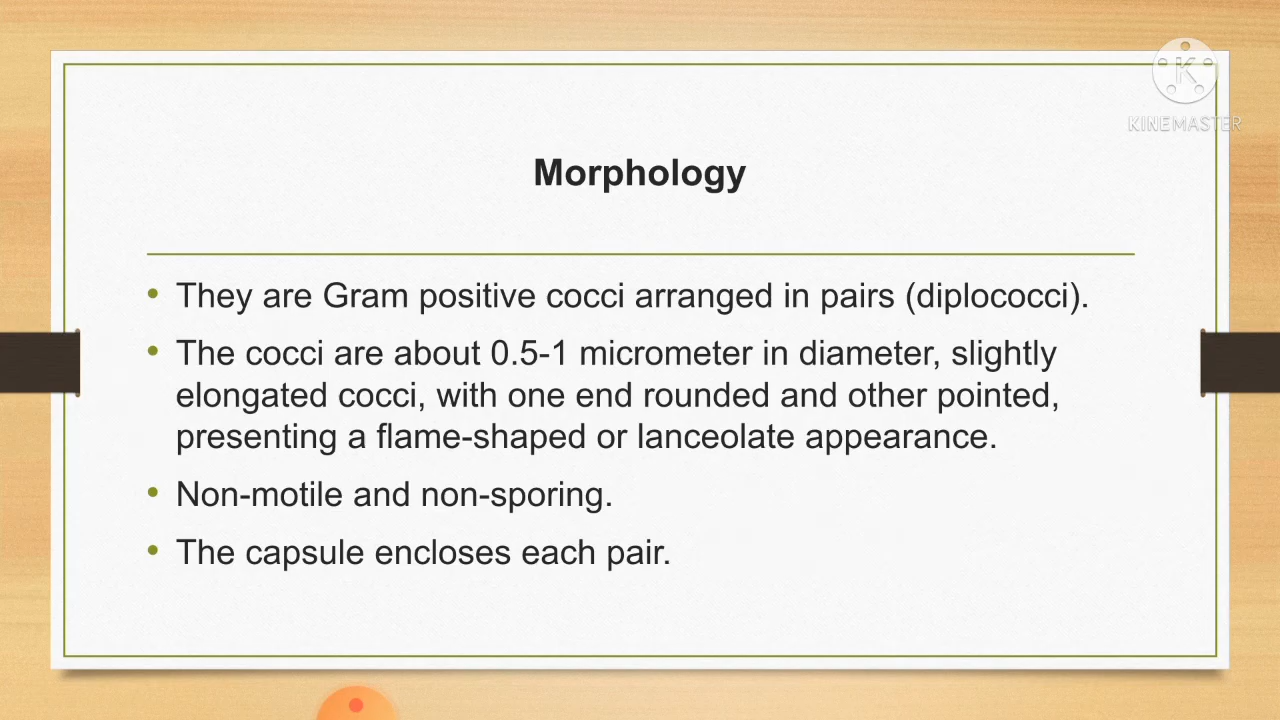 KINEMASTER
Morphology
• They are Gram positive cocci arranged in pairs (diplococci).
• The cocci are about 0.5-1 micrometer in diameter, slightly
elongated cocci, with one end rounded and other pointed,
presenting a flame-shaped or lanceolate appearance.
• Non-motile and non-sporing.
• The capsule encloses each pair.